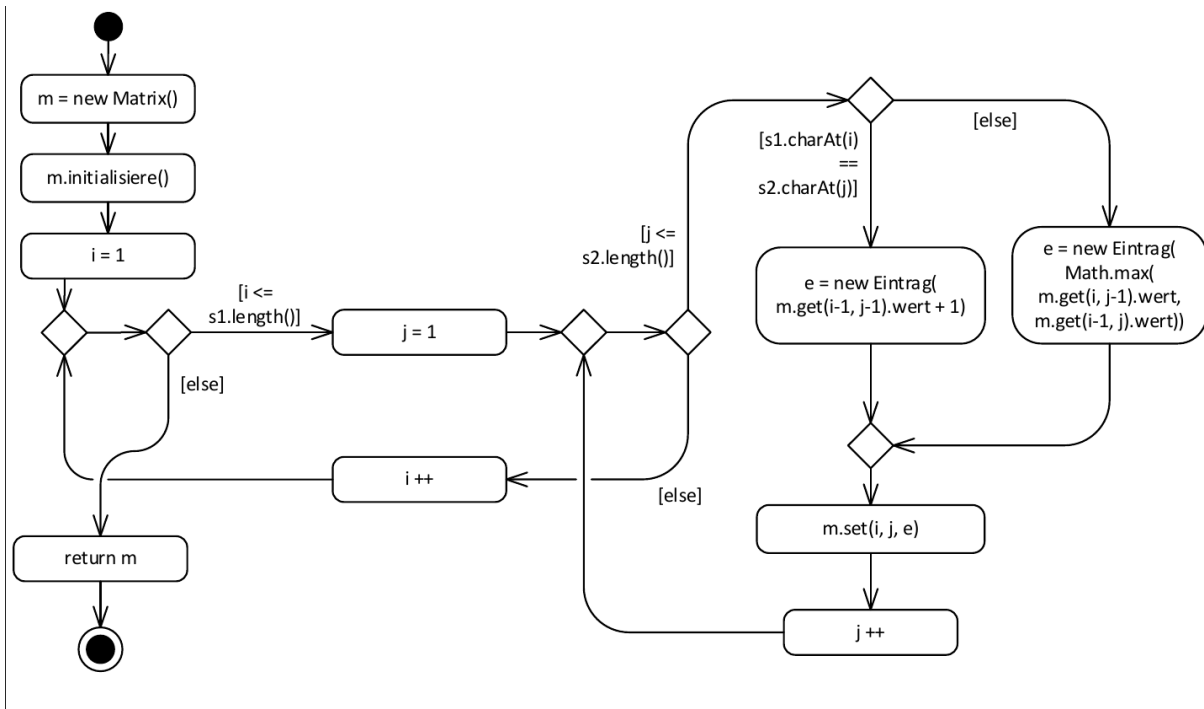 m = new Matrix()
m.initialisiere()
i = 1
[i <=
s1.length()]
[else]
j = 1
i ++
return m
[j <=
s2.length()]
[else]
[s1.charAt(i)
==
s2.charAt(j)]
[else]
e = new Eintrag(
m.get(i-1, j-1).wert + 1)
e = new Eintrag(
Math.max(
m.get(i, j-1).wert,
m.get(i-1, j).wert))
m.set(i, j, e)
j ++